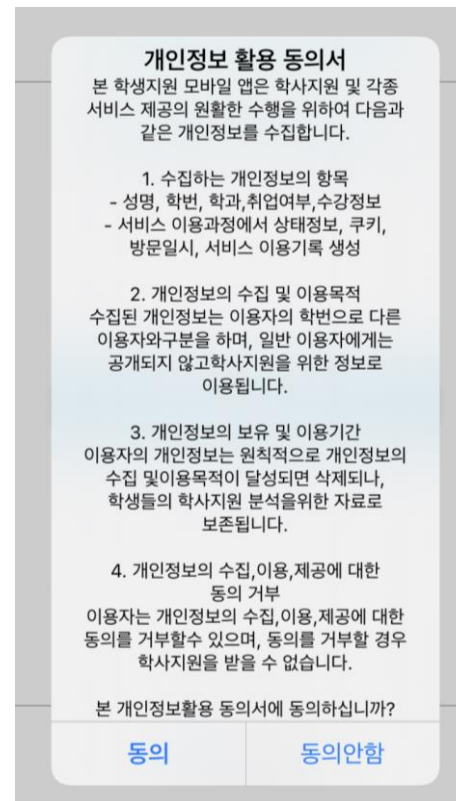 개인정보 활용 동의서
본 학생지원 모바일 앱은 학사지원 및 각종
서비스 제공의 원활한 수행을 위하여 다음과
같은 개인정보를 수집합니다.
1. 수집하는 개인정보의 항목
- 성명, 학번, 학과,취업여부,수강정보
- 서비스 이용과정에서 상태정보, 쿠키,
방문일시, 서비스 이용기록 생성
2. 개인정보의 수집 및 이용목적
수집된 개인정보는 이용자의 학번으로 다른
이용자와구분을 하며, 일반 이용자에게는
공개되지 않고학사지원을 위한 정보로
이용됩니다.
3. 개인정보의 보유 및 이용기간
이용자의 개인정보는 원칙적으로 개인정보의
수집 및이용목적이 달성되면 삭제되나,
학생들의 학사지원 분석을위한 자료로
보존됩니다.
4. 개인정보의 수집,이용,제공에 대한
동의 거부
이용자는 개인정보의 수집,이용,제공에 대한
동의를 거부할수 있으며, 동의를 거부할 경우
학사지원을 받을 수 없습니다.
본 개인정보활용 동의서에 동의하십니까?
동의
동의안함